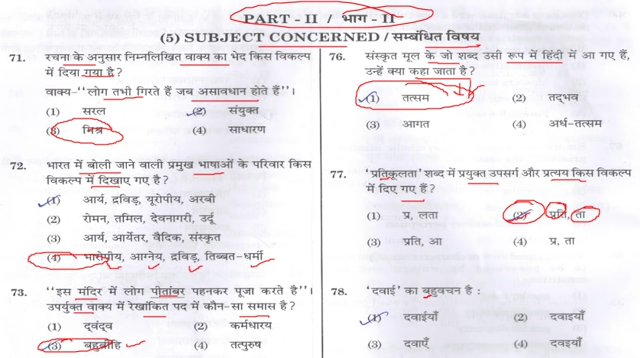 PART - II / भाग - II
(5) SUBJECT CONCERNED / सम्बंधित विषय
71. रचना के अनुसार निम्नलिखित वाक्य का भेद किस विकल्प
में दिया गया है?
वाक्य-"लोग तभी गिरते हैं जब असावधान होते हैं"।
(1) सरल (2) संयुक्त
(3) मिश्र (4) साधारण
72. भारत में बोली जाने वाली प्रमुख भाषाओं के परिवार किस
विकल्प में दिखाए गए है?
(1) आर्य, द्रविड़, यूरोपीय, अरबी
(2) रोमन, तमिल, देवनागरी, उर्दू
(3) आर्य, आर्येतर, वैदिक, संस्कृत
(4) भारोपीय, आग्नेय, द्रविड़, तिब्बत-धर्मी
73. "इस मंदिर में लोग पीतांबर पहनकर पूजा करते है"।
उपर्युक्त वाक्य में रेखांकित पद में कौन-सा समास है?
(1) द्वंद्व (2) कर्मधारय
(3) बहुव्रीहि (4) तत्पुरुष
76. संस्कृत मूल के जो शब्द उसी रूप में हिंदी में आ गए हैं,
उन्हें क्या कहा जाता है?
(1) तत्सम (2) तद्भव
(3) आगत (4) अर्ध-तत्सम
77. 'प्रतिकूलता' शब्द में प्रयुक्त उपसर्ग और प्रत्यय किस विकल्प
में दिए गए हैं?
(1) प्र, लता (2) प्रति, ता
(3) प्रति, आ (4) प्र, ता
78. 'दवाई' का बहुवचन है :
(1) दवाईयाँ (2) दवाइयाँ
(3) दवाएँ (4) दवइयाँ